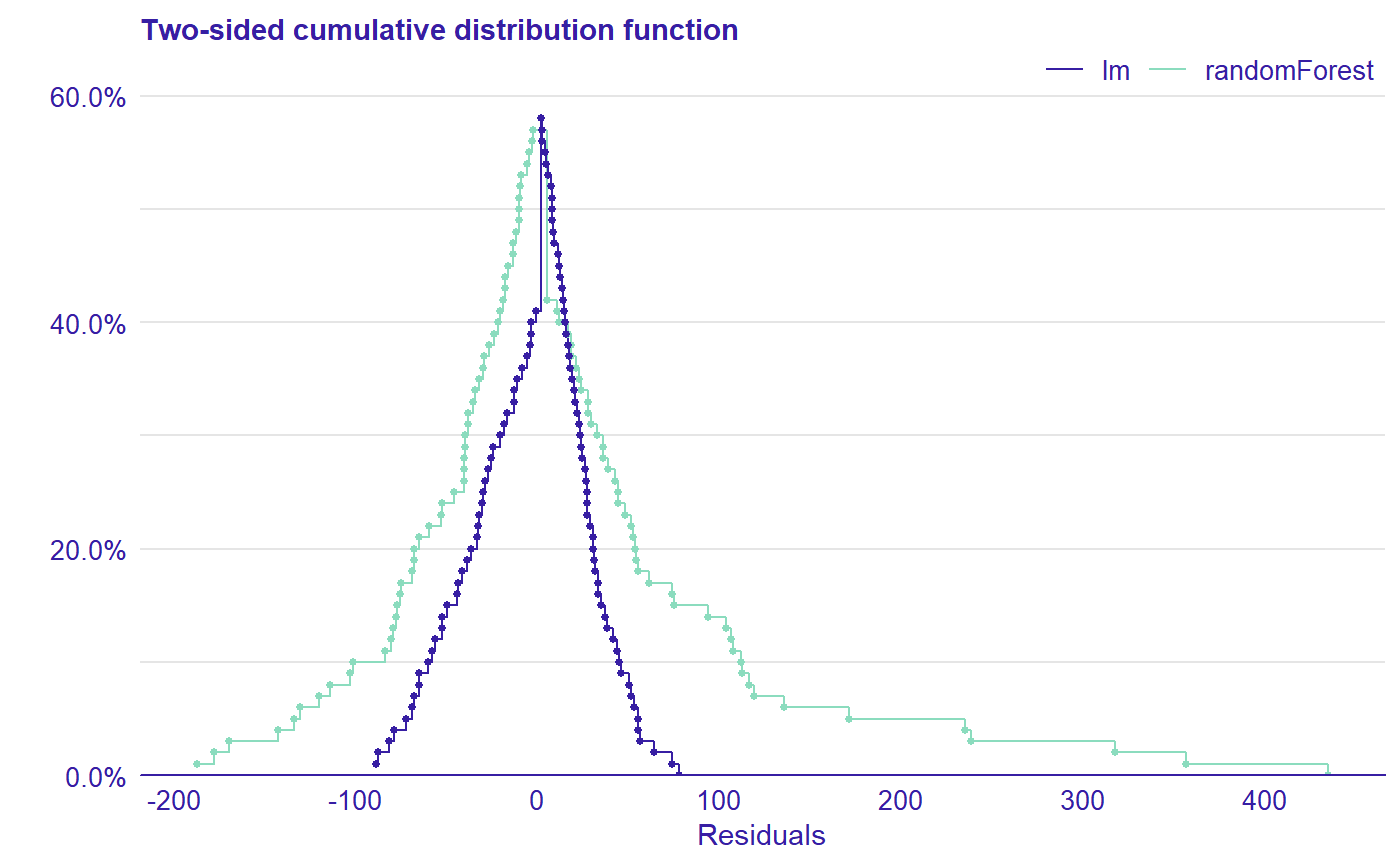 Two-sided cumulative distribution function
lm randomForest
60.0%
40.0%
20.0%
0.0%
-200 -100 0 100 200 300 400
Residuals